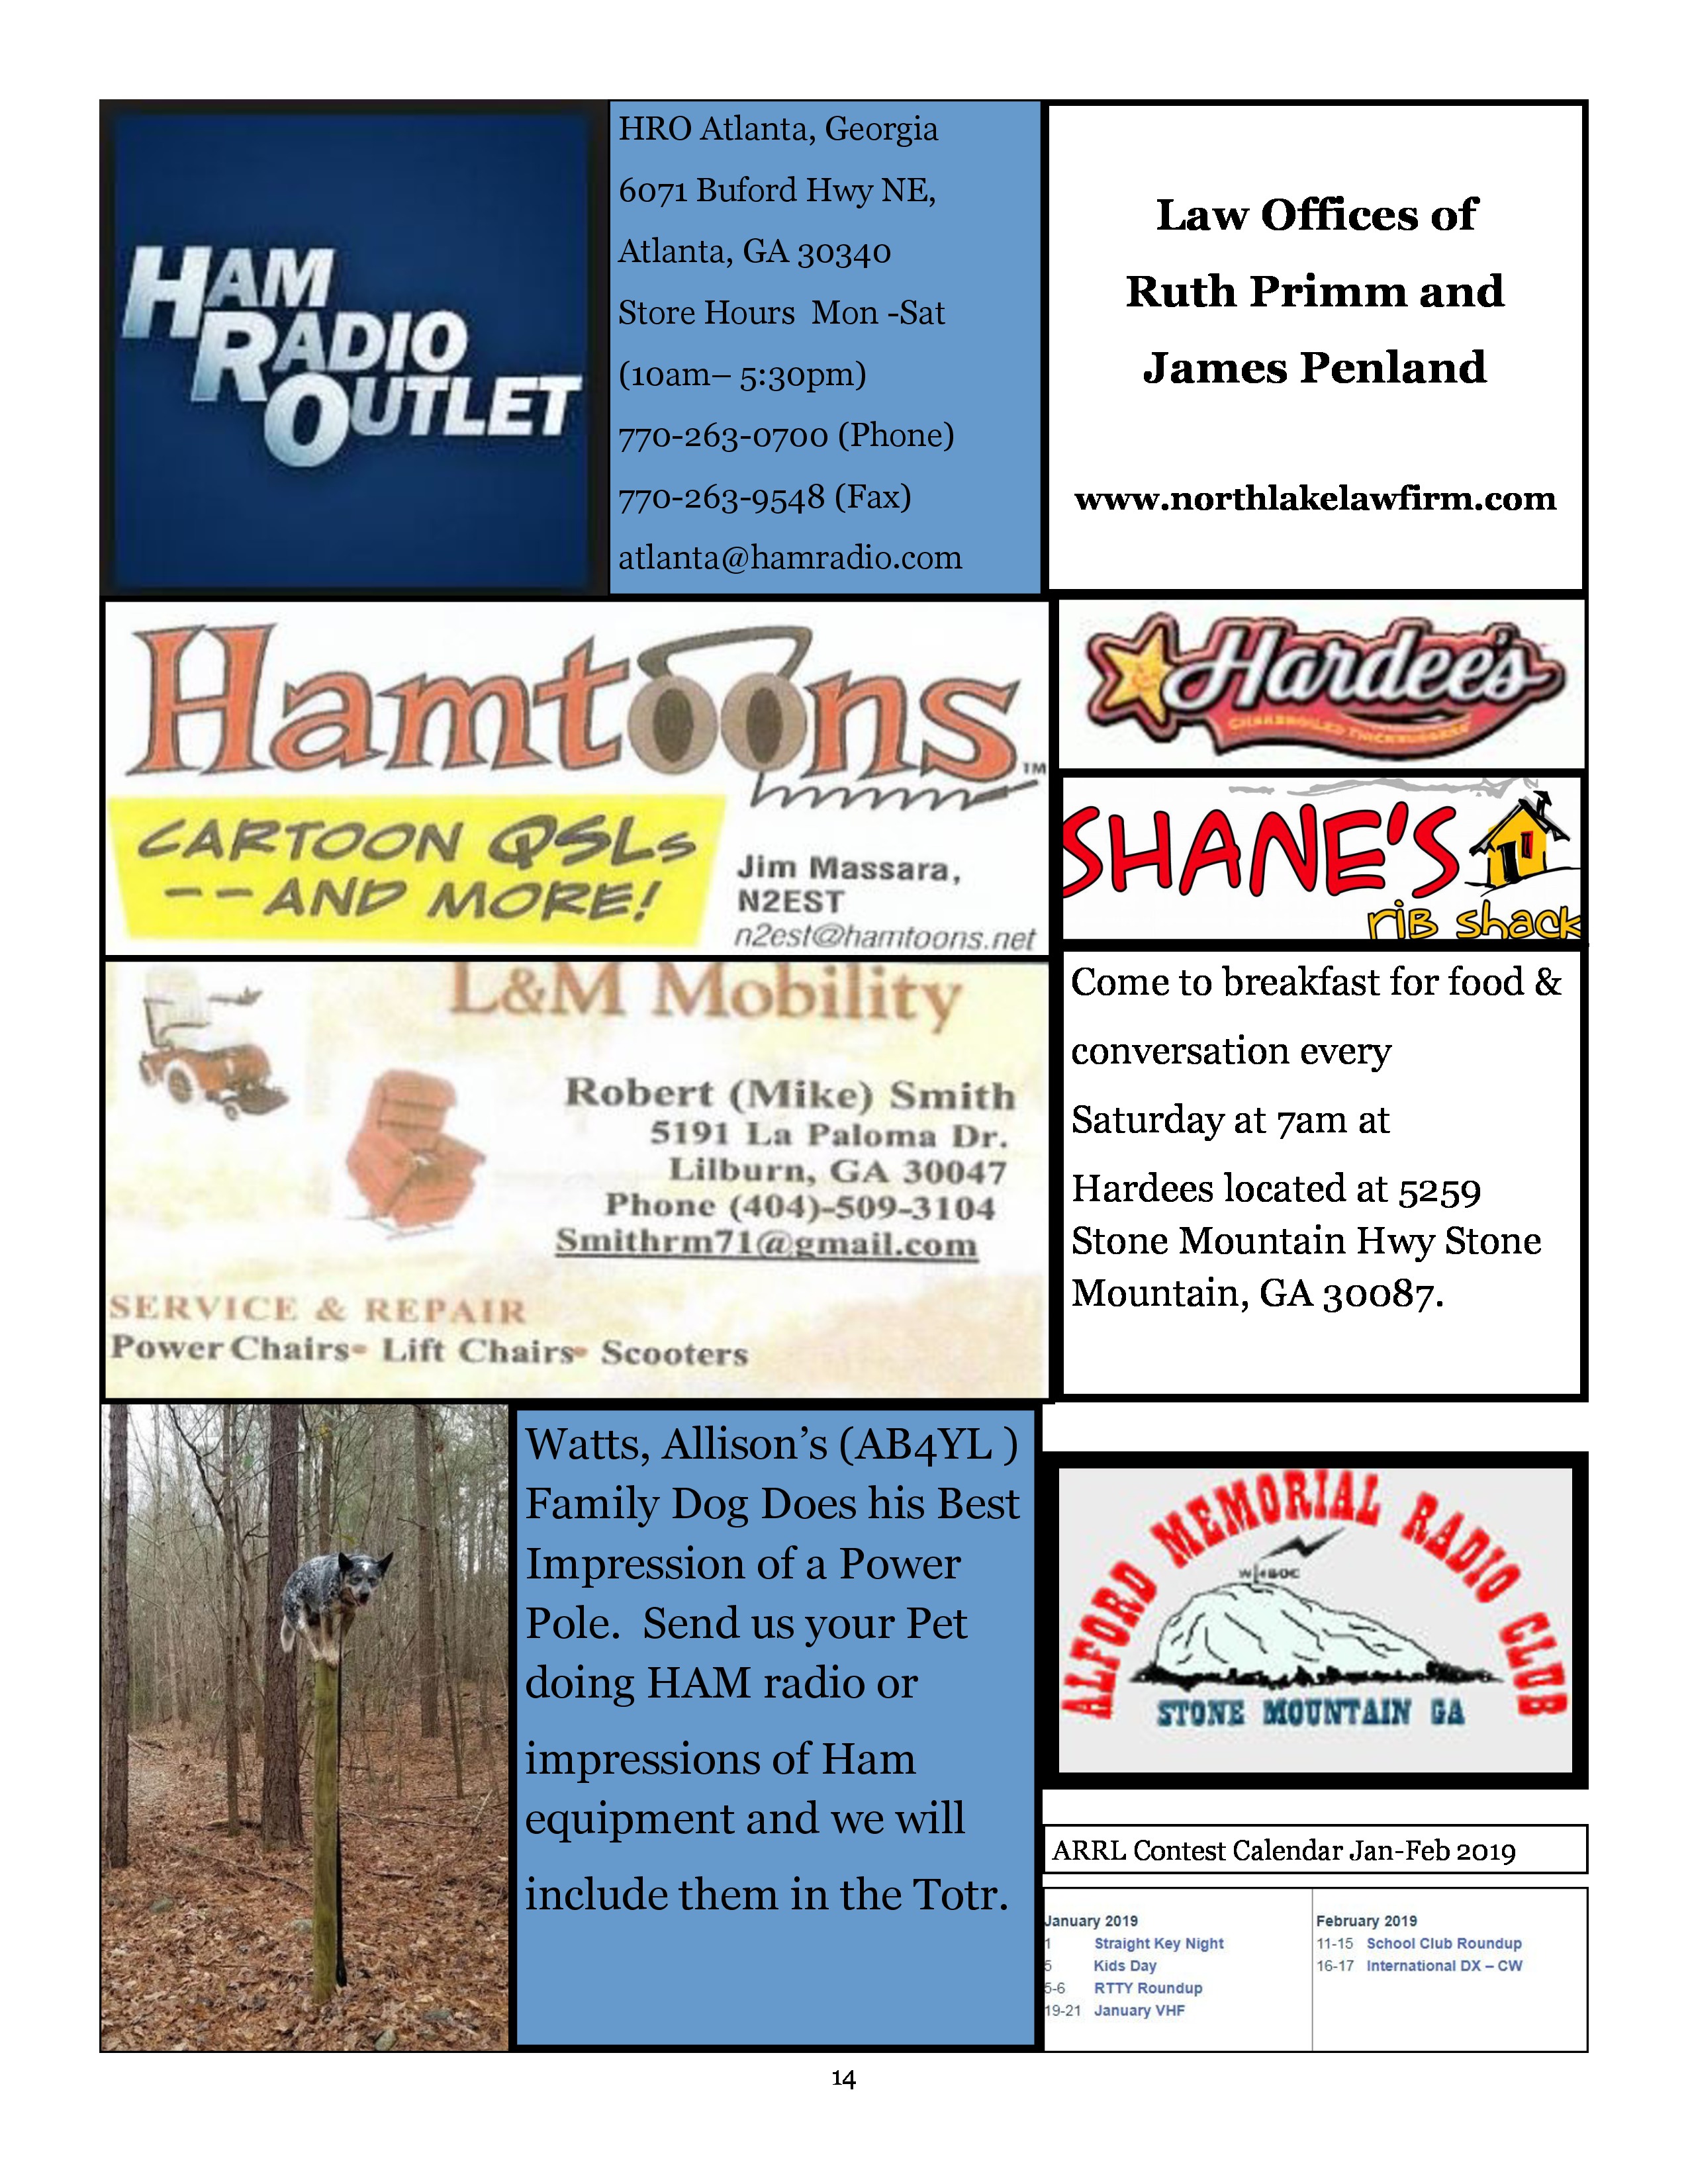 HAM
RADIO
OUTLET
HRO Atlanta, Georgia
6071 Buford Hwy NE,
Atlanta, GA 30340
Store Hours  Mon -Sat
(10am– 5:30pm)
770-263-0700 (Phone)
770-263-9548 (Fax)
atlanta@hamradio.com
Law Offices of
Ruth Primm and
James Penland
www.northlakelawfirm.com
Hamtoons™
CARTOON QSLs
--AND MORE!
Jim Massara,
N2EST
n2est@hamtoons.net
Hardee's
CHARBROILED THICKBURGERS
SHANE'S
rib shack
L&M Mobility
Robert (Mike) Smith
5191 La Paloma Dr.
Lilburn, GA 30047
Phone (404)-509-3104
Smithrm71@gmail.com
SERVICE & REPAIR
Power Chairs• Lift Chairs• Scooters
Come to breakfast for food &
conversation every
Saturday at 7am at
Hardees located at 5259
Stone Mountain Hwy Stone
Mountain, GA 30087.
Watts, Allison’s (AB4YL )
Family Dog Does his Best
Impression of a Power
Pole.  Send us your Pet
doing HAM radio or
impressions of Ham
equipment and we will
include them in the Totr.
ALFORD MEMORIAL RADIO CLUB
W4BOC
STONE MOUNTAIN GA
ARRL Contest Calendar Jan-Feb 2019
January 2019
1 Straight Key Night
5 Kids Day
5-6 RTTY Roundup
19-21 January VHF
February 2019
11-15 School Club Roundup
16-17 International DX – CW
14